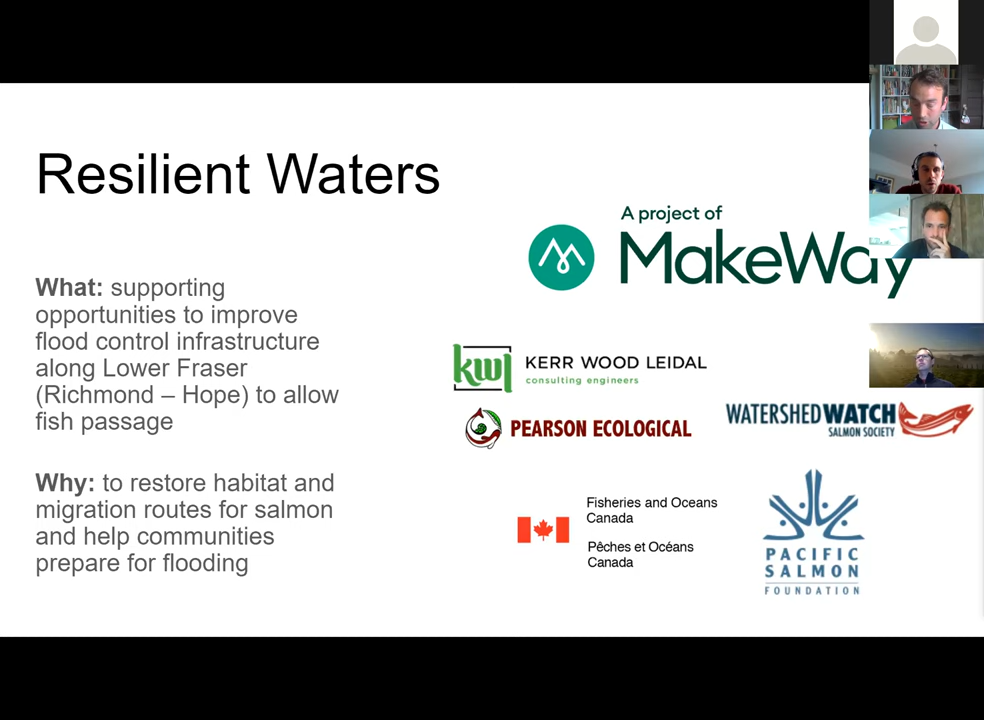 Resilient Waters
What: supporting
opportunities to improve
flood control infrastructure
along Lower Fraser
(Richmond – Hope) to allow
fish passage
Why: to restore habitat and
migration routes for salmon
and help communities
prepare for flooding
A project of
MakeWay
kwl
KERR WOOD LEIDAL
consulting engineers
PEARSON ECOLOGICAL
WATERSHEDWATCH
SALMON SOCIETY
Fisheries and Oceans
Canada
Pêches et Océans
Canada
PACIFIC
SALMON
FOUNDATION